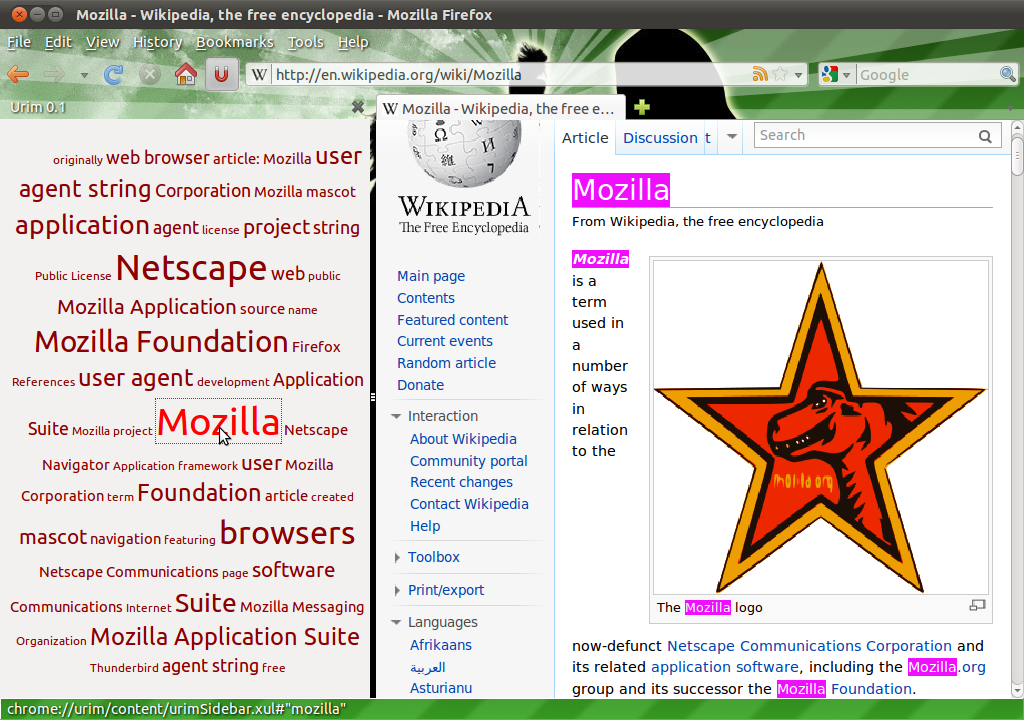 Mozilla - Wikipedia, the free encyclopedia - Mozilla Firefox
File Edit View History Bookmarks Tools Help
W http://en.wikipedia.org/wiki/Mozilla
Google
Urim 0.1
W Mozilla - Wikipedia, the free e...
originally web browser article: Mozilla user
agent string Corporation Mozilla mascot
application agent license project string
Public License Netscape web public
Mozilla Application source name
Mozilla Foundation Firefox
References user agent development Application
Suite Mozilla project Mozilla Netscape
Navigator Application framework user Mozilla
Corporation term Foundation article created
mascot navigation featuring browsers
Netscape Communications page software
Communications Internet Suite Mozilla Messaging
Organization Mozilla Application Suite
Thunderbird agent string free
WIKIPEDIA
The Free Encyclopedia
Main page
Contents
Featured content
Current events
Random article
Donate
Interaction
About Wikipedia
Community portal
Recent changes
Contact Wikipedia
Help
Toolbox
Print/export
Languages
Afrikaans
العربية
Asturianu
Article Discussion t
Search
Mozilla
From Wikipedia, the free encyclopedia
Mozilla
is a
term
used in
a
number
of ways
in
relation
to the
mozilla.org
The Mozilla logo
now-defunct Netscape Communications Corporation and
its related application software, including the Mozilla.org
group and its successor the Mozilla Foundation.
chrome://urim/content/urimSidebar.xul#"mozilla"